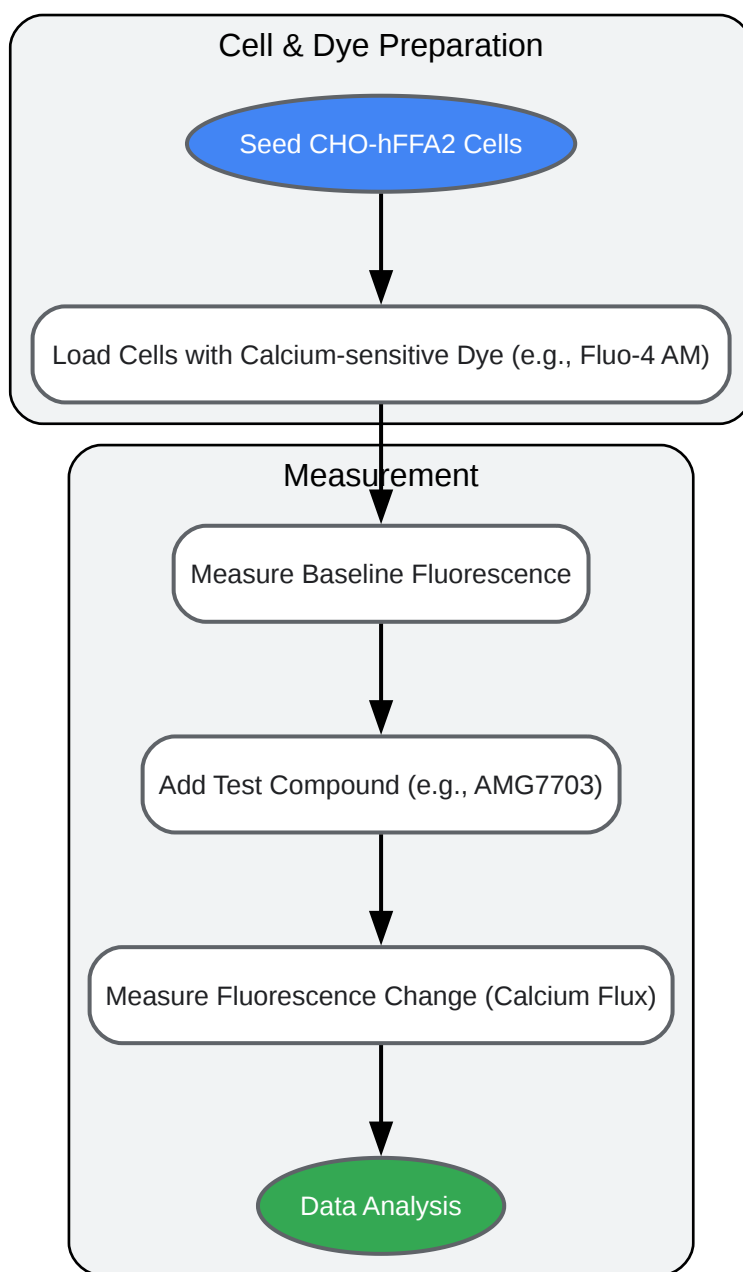 Cell & Dye Preparation
Seed CHO-hFFA2 Cells
Load Cells with Calcium-sensitive Dye (e.g., Fluo-4 AM)
Measurement
Measure Baseline Fluorescence
Add Test Compound (e.g., AMG7703)
Measure Fluorescence Change (Calcium Flux)
Data Analysis